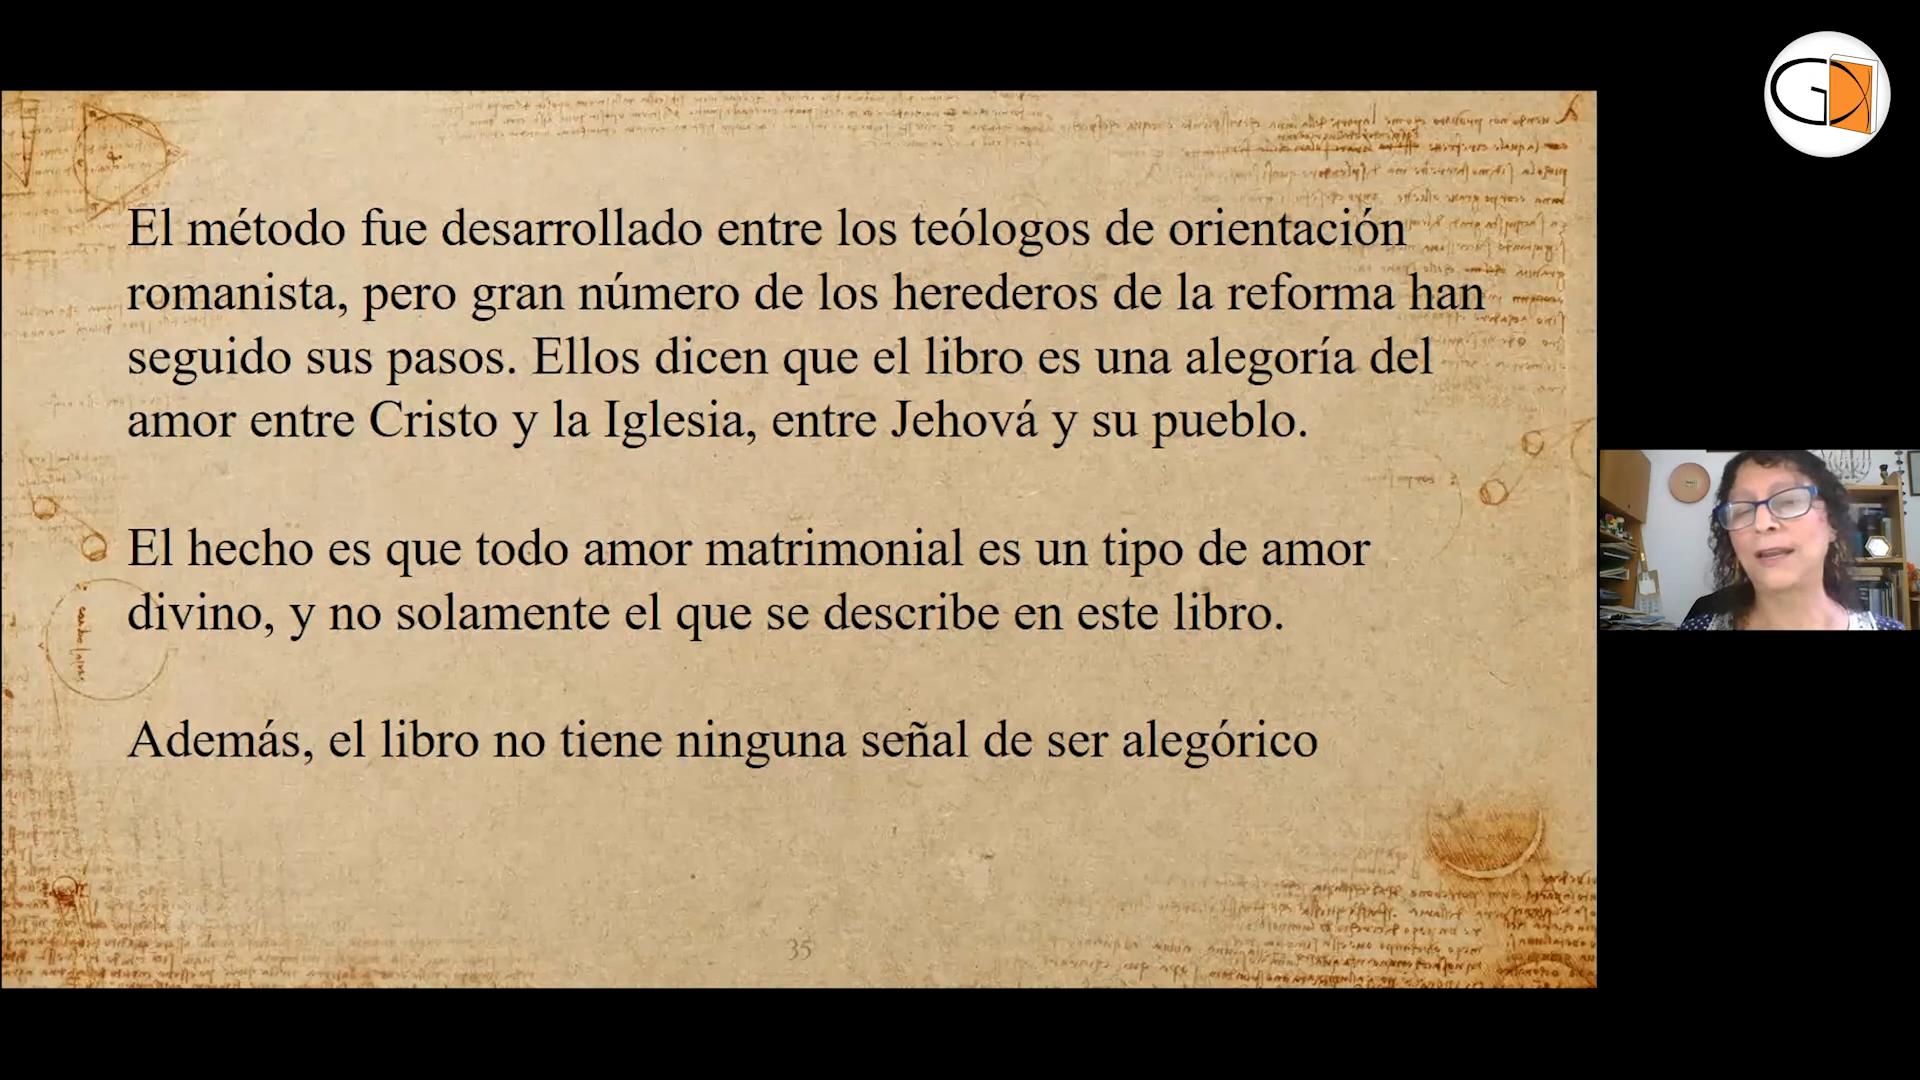 El método fue desarrollado entre los teólogos de orientación
romanista, pero gran número de los herederos de la reforma han
seguido sus pasos. Ellos dicen que el libro es una alegoría del
amor entre Cristo y la Iglesia, entre Jehová y su pueblo.
El hecho es que todo amor matrimonial es un tipo de amor
divino, y no solamente el que se describe en este libro.
Además, el libro no tiene ninguna señal de ser alegórico
35